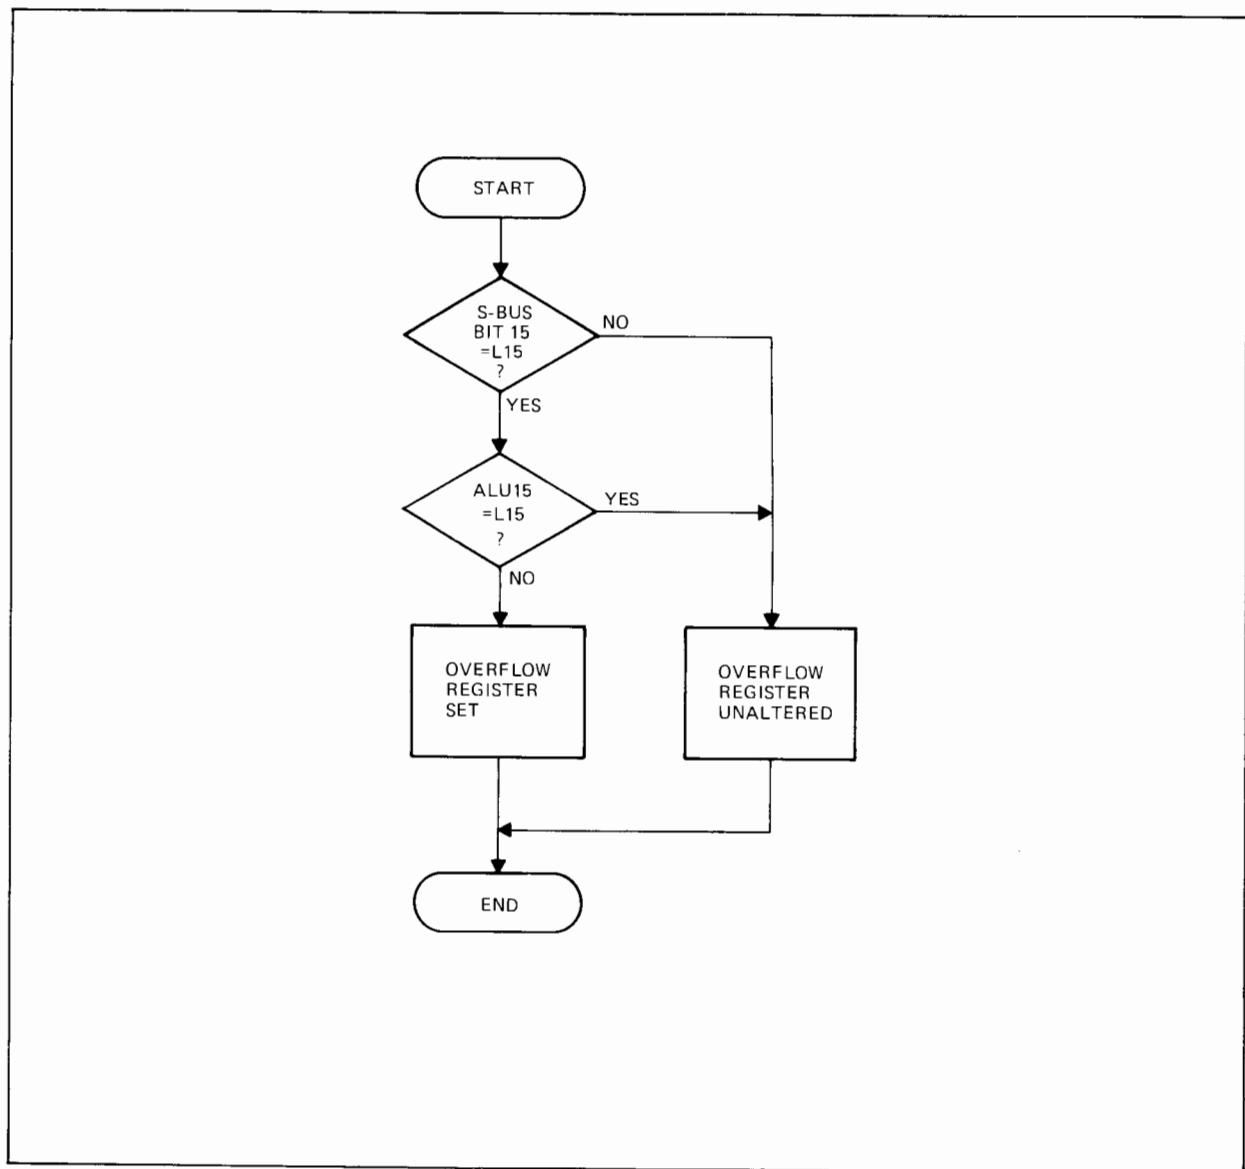 START
S-BUS
BIT 15
=L15
?
NO
YES
ALU15
=L15
?
YES
NO
OVERFLOW
REGISTER
SET
OVERFLOW
REGISTER
UNALTERED
END